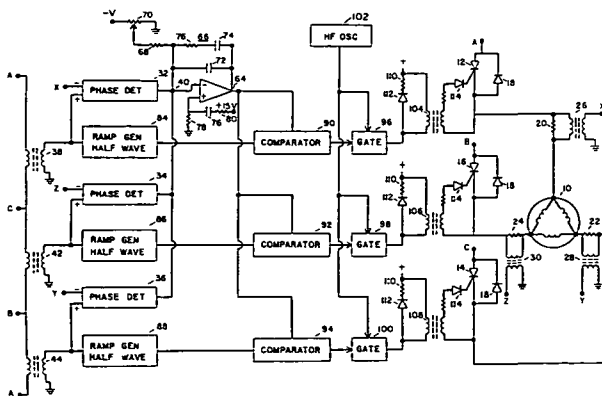 -V 70
76 66 74
68 72
102
HF OSC
A
X
32
PHASE DET
40
64
+15V
78 76 80
38
84
RAMP GEN
HALF WAVE
90
COMPARATOR
96
GATE
110
112
104
114
A
12
18
20
26
X
C
Z
34
PHASE DET
42
86
RAMP GEN
HALF WAVE
92
COMPARATOR
98
GATE
110
112
106
114
B
16
18
10
24
22
30
28
Z
Y
B
Y
36
PHASE DET
44
88
RAMP GEN
HALF WAVE
94
COMPARATOR
100
GATE
110
112
108
114
C
14
18
A